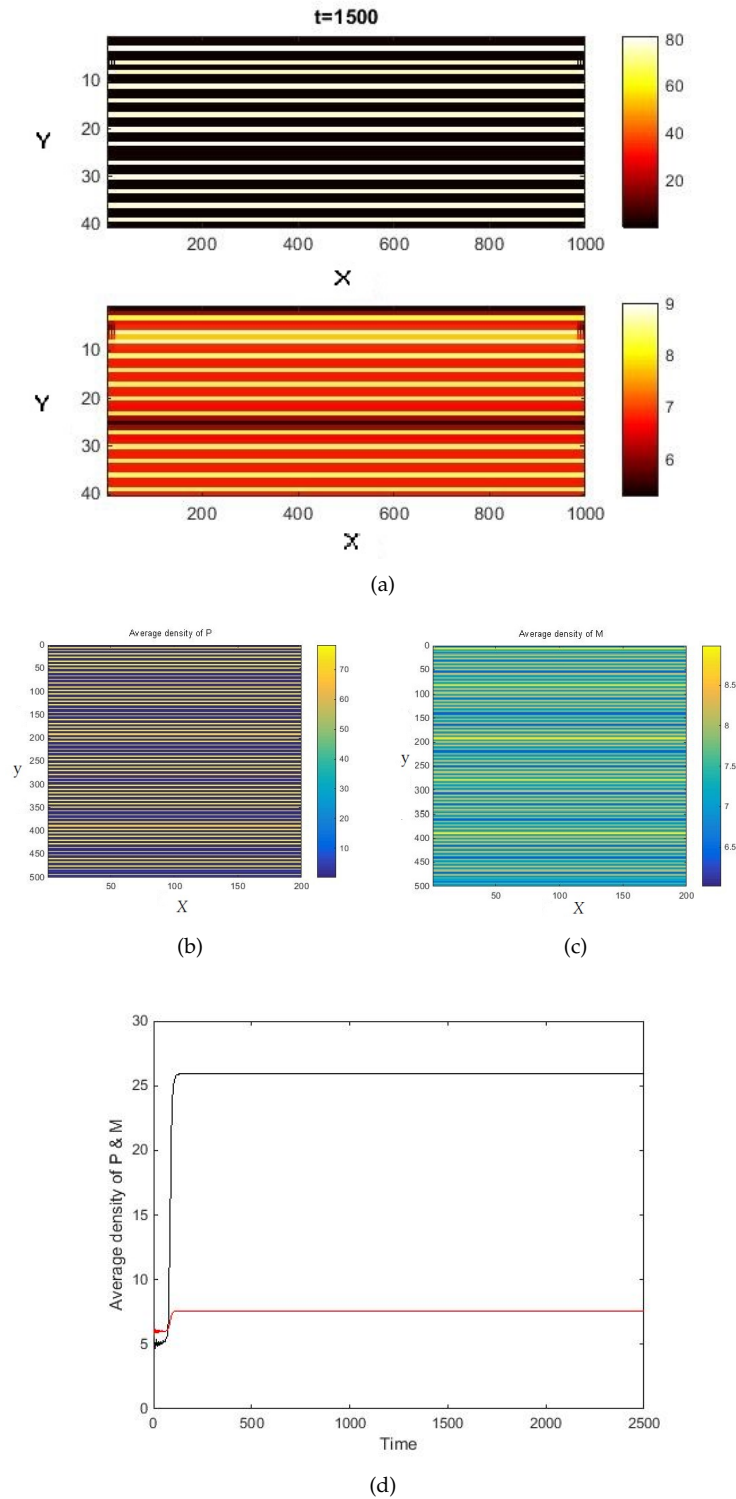 t=1500
80
60
40
20
10
20
30
40
Y
200 400 600 800 1000
X
9
8
7
6
10
20
30
40
Y
200 400 600 800 1000
X
(a)
Average density of P
0
50
100
150
200
250
300
350
400
450
500
y
50 100 150 200
X
70
60
50
40
30
20
10
(b)
Average density of M
0
50
100
150
200
250
300
350
400
450
500
y
50 100 150 200
X
8.5
8
7.5
7
6.5
(c)
30
25
20
15
10
5
0
Average density of P & M
0 500 1000 1500 2000 2500
Time
(d)